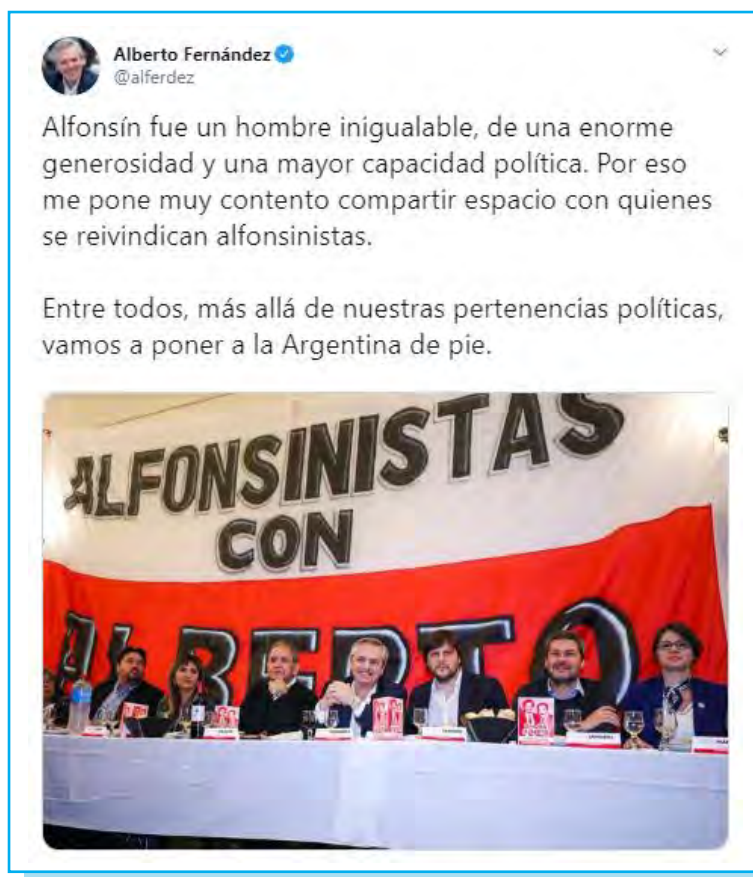 Alberto Fernández
@alferdez
Alfonsín fue un hombre inigualable, de una enorme
generosidad y una mayor capacidad política. Por eso
me pone muy contento compartir espacio con quienes
se reivindican alfonsinistas.
Entre todos, más allá de nuestras pertenencias políticas,
vamos a poner a la Argentina de pie.
ALFONSINISTAS
CON
ALBERTO